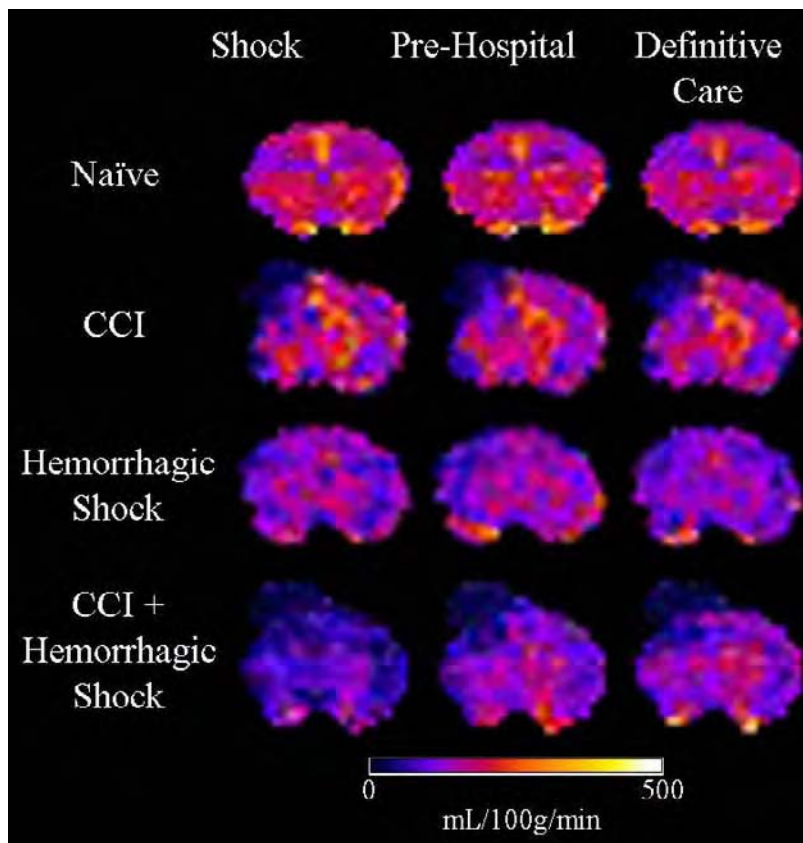 Shock Pre-Hospital Definitive
Care
Naïve
CCI
Hemorrhagic
Shock
CCI +
Hemorrhagic
Shock
0 500
mL/100g/min